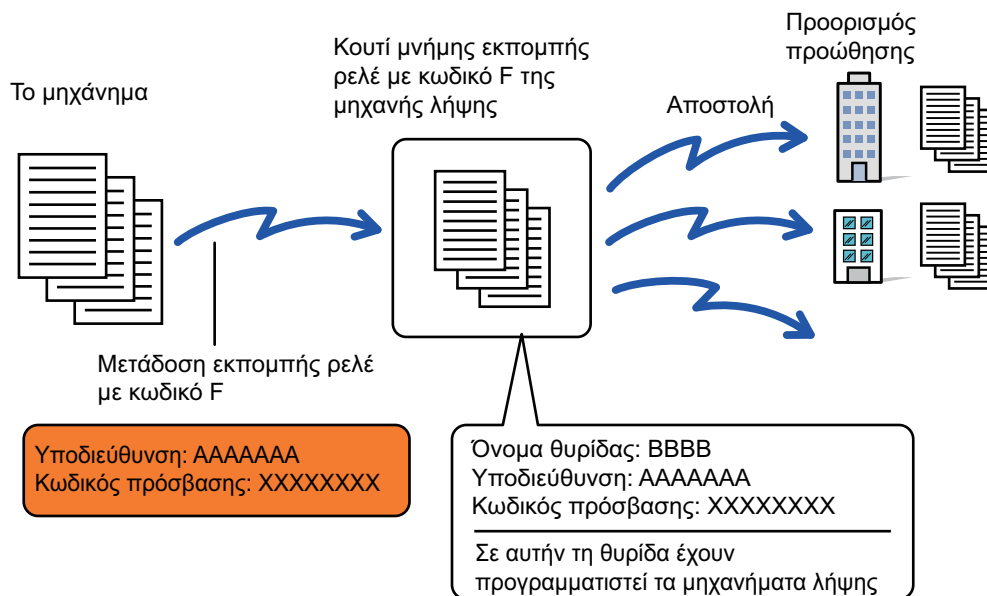 Προορισμός
προώθησης
Κουτί μνήμης εκπομπής
ρελέ με κωδικό F της
μηχανής λήψης
Το μηχάνημα
Αποστολή
Μετάδοση εκπομπής ρελέ
με κωδικό F
Υποδιεύθυνση: AAAAAAA
Κωδικός πρόσβασης: XXXXXXXX
Όνομα θυρίδας: BBBB
Υποδιεύθυνση: AAAAAAA
Κωδικός πρόσβασης: XXXXXXXX
Σε αυτήν τη θυρίδα έχουν
προγραμματιστεί τα μηχανήματα λήψης